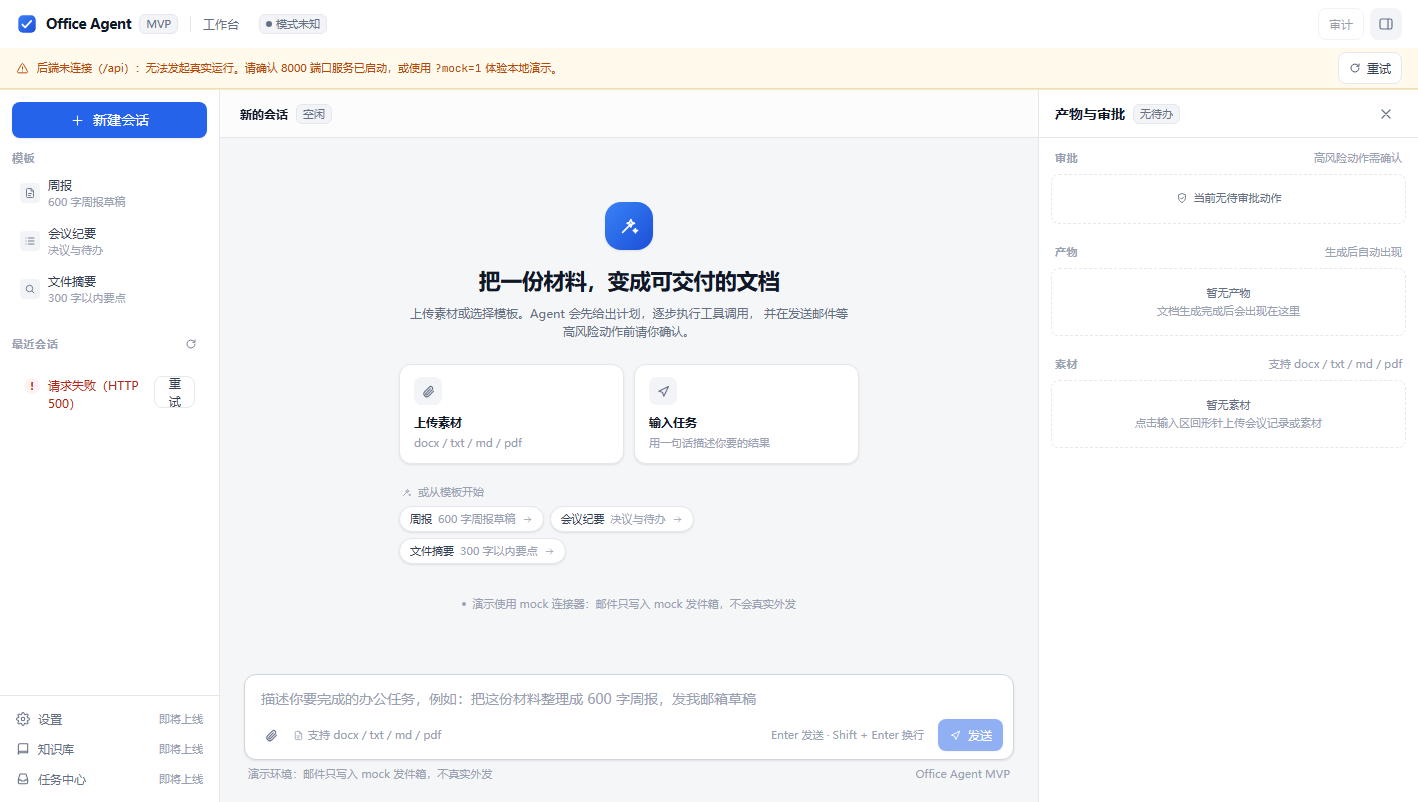 Office Agent MVP 工作台 模式未知 审计
后端未连接（/api）：无法发起真实运行。请确认 8000 端口服务已启动，或使用 ?mock=1 体验本地演示。 重试
+ 新建会话
模板
周报
600 字周报草稿
会议纪要
决议与待办
文件摘要
300 字以内要点
最近会话
! 请求失败（HTTP
500）
重
试
设置 即将上线
知识库 即将上线
任务中心 即将上线
新的会话 空闲
把一份材料，变成可交付的文档
上传素材或选择模板。Agent 会先给出计划，逐步执行工具调用， 并在发送邮件等
高风险动作前请你确认。
上传素材
docx / txt / md / pdf
输入任务
用一句话描述你要的结果
或从模板开始
周报 600 字周报草稿 →
会议纪要 决议与待办 →
文件摘要 300 字以内要点 →
• 演示使用 mock 连接器：邮件只写入 mock 发件箱，不会真实外发
描述你要完成的办公任务，例如：把这份材料整理成 600 字周报，发我邮箱草稿
支持 docx / txt / md / pdf
Enter 发送 · Shift + Enter 换行
发送
演示环境：邮件只写入 mock 发件箱，不真实外发
Office Agent MVP
产物与审批 无待办
审批 高风险动作需确认
当前无待审批动作
产物 生成后自动出现
暂无产物
文档生成完成后会出现在这里
素材 支持 docx / txt / md / pdf
暂无素材
点击输入区回形针上传会议记录或素材